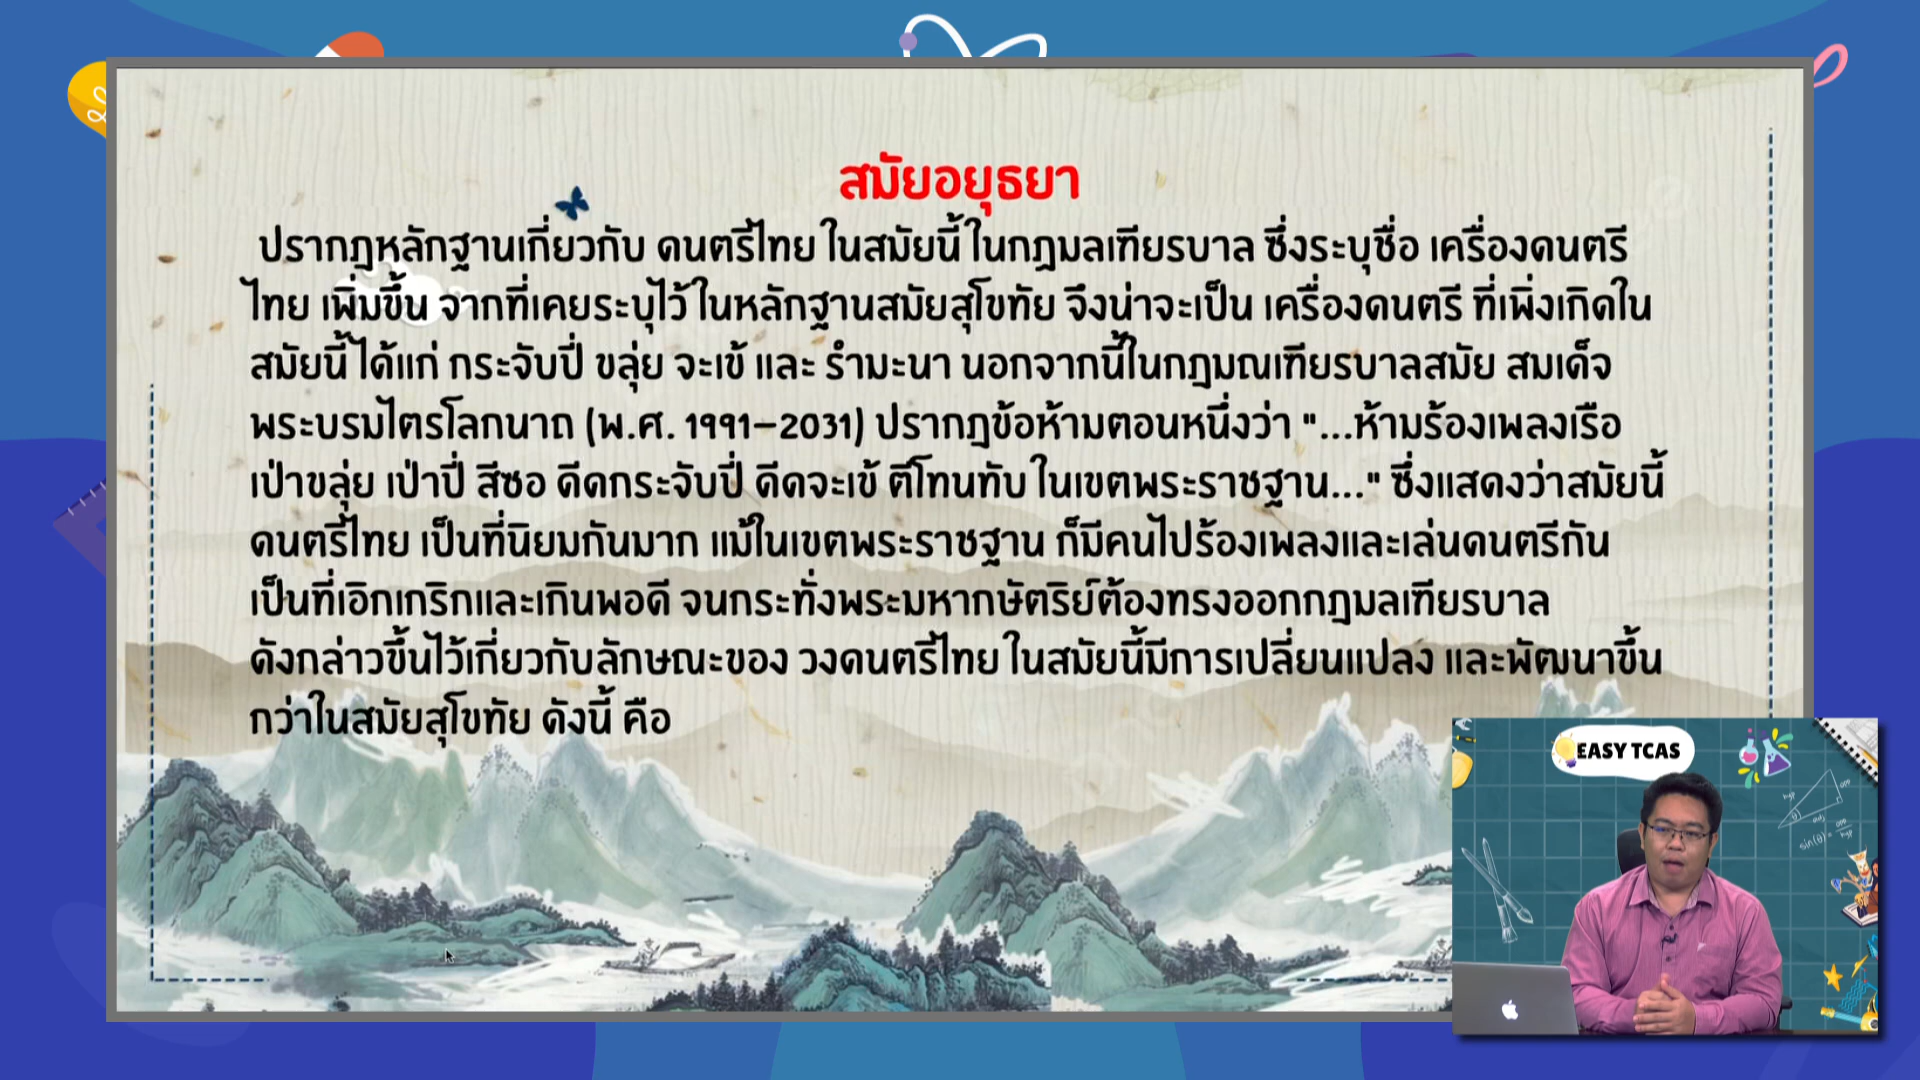 สมัยอยุธยา
ปรากฎหลักฐานเกี่ยวกับ ดนตรีไทย ในสมัยนี้ ในกฎมลเฑียรบาล ซึ่งระบุชื่อ เครื่องดนตรี
ไทย เพิ่มขึ้น จากที่เคยระบุไว้ ในหลักฐานสมัยสุโขทัย จึงน่าจะเป็น เครื่องดนตรี ที่เพิ่งเกิดใน
สมัยนี้ ได้แก่ กระจับปี่ ขลุ่ย จะเข้ และ รำมะนา นอกจากนี้ในกฎมณเฑียรบาลสมัย สมเด็จ
พระบรมไตรโลกนาถ (พ.ศ. 1991-2031) ปรากฎข้อห้ามตอนหนึ่งว่า "...ห้ามร้องเพลงเรือ
เป่าขลุ่ย เป่าปี่ สีซอ ดีดกระจับปี่ ดีดจะเข้ ตีโทนทับ ในเขตพระราชฐาน..." ซึ่งแสดงว่าสมัยนี้
ดนตรีไทย เป็นที่นิยมกันมาก แม้ในเขตพระราชฐาน ก็มีคนไปร้องเพลงและเล่นดนตรีกัน
เป็นที่เอิกเกริกและเกินพอดี จนกระทั่งพระมหากษัตริย์ต้องทรงออกกฎมลเฑียรบาล
ดังกล่าวขึ้นไว้เกี่ยวกับลักษณะของ วงดนตรีไทย ในสมัยนี้มีการเปลี่ยนแปลง และพัฒนาขึ้น
กว่าในสมัยสุโขทัย ดังนี้ คือ
EASY TCAS
hyp
opp
adj
sin(θ) = opp
hyp